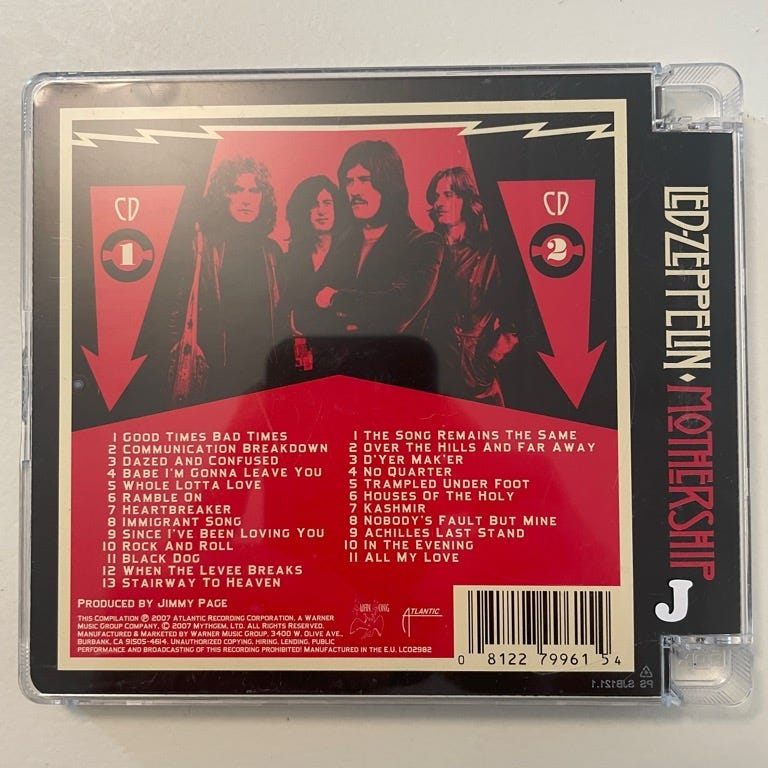 CD
1
CD
2
1 GOOD TIMES BAD TIMES
2 COMMUNICATION BREAKDOWN
3 DAZED AND CONFUSED
4 BABE I'M GONNA LEAVE YOU
5 WHOLE LOTTA LOVE
6 RAMBLE ON
7 HEARTBREAKER
8 IMMIGRANT SONG
9 SINCE I'VE BEEN LOVING YOU
10 ROCK AND ROLL
11 BLACK DOG
12 WHEN THE LEVEE BREAKS
13 STAIRWAY TO HEAVEN
1 THE SONG REMAINS THE SAME
2 OVER THE HILLS AND FAR AWAY
3 D'YER MAK'ER
4 NO QUARTER
5 TRAMPLED UNDER FOOT
6 HOUSES OF THE HOLY
7 KASHMIR
8 NOBODY'S FAULT BUT MINE
9 ACHILLES LAST STAND
10 IN THE EVENING
11 ALL MY LOVE
PRODUCED BY JIMMY PAGE
THIS COMPILATION ℗ 2007 ATLANTIC RECORDING CORPORATION, A WARNER
MUSIC GROUP COMPANY. © 2007 MYTHGEM, LTD. ALL RIGHTS RESERVED.
MANUFACTURED & MARKETED BY WARNER MUSIC GROUP, 3400 W. OLIVE AVE.,
BURBANK, CA 91505-4614. UNAUTHORIZED COPYING, HIRING, LENDING, PUBLIC
PERFORMANCE AND BROADCASTING OF THIS RECORDING PROHIBITED! MANUFACTURED IN THE E.U. LC02982
SWAN SONG
ATLANTIC
0 81227 99615 4
LED-ZEPPELIN ♦ MOTHERSHIP
J
PS SJB121.1